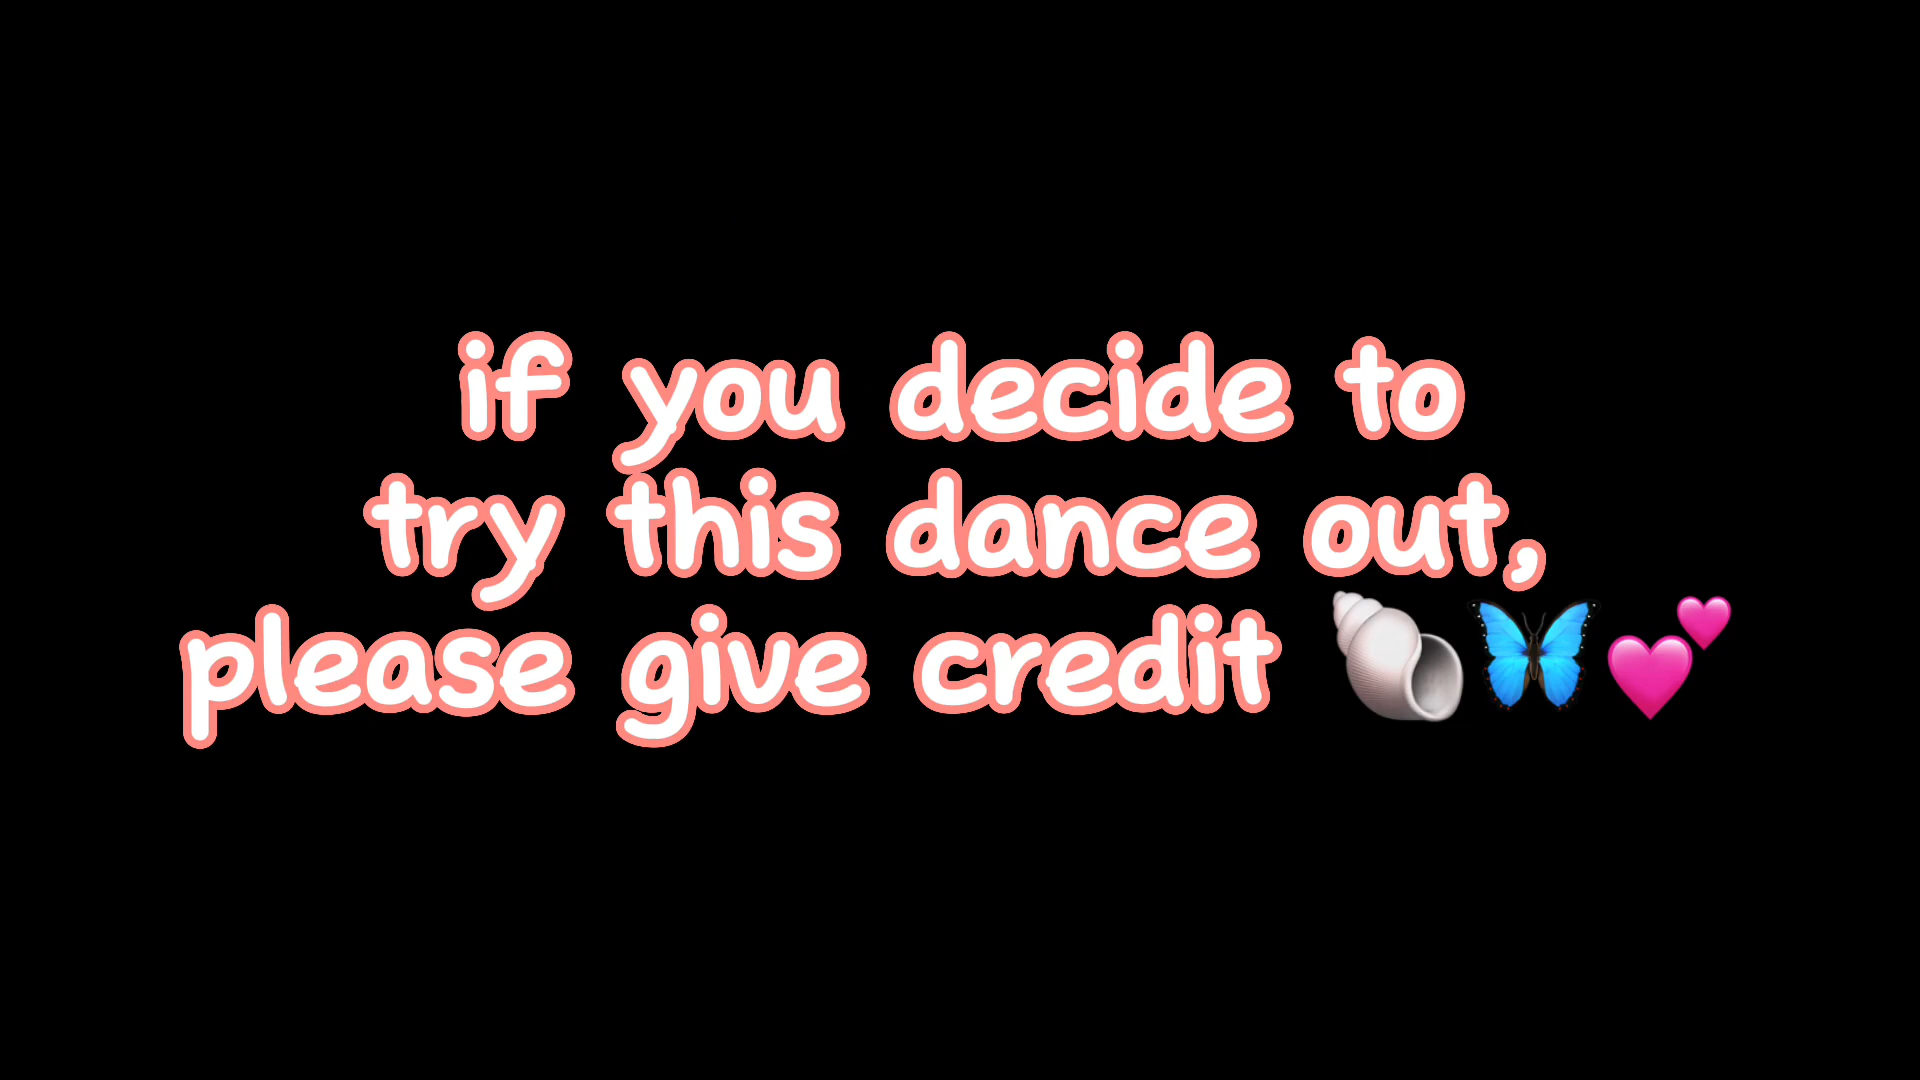 if you decide to
try this dance out,
please give credit 🐚🦋💕